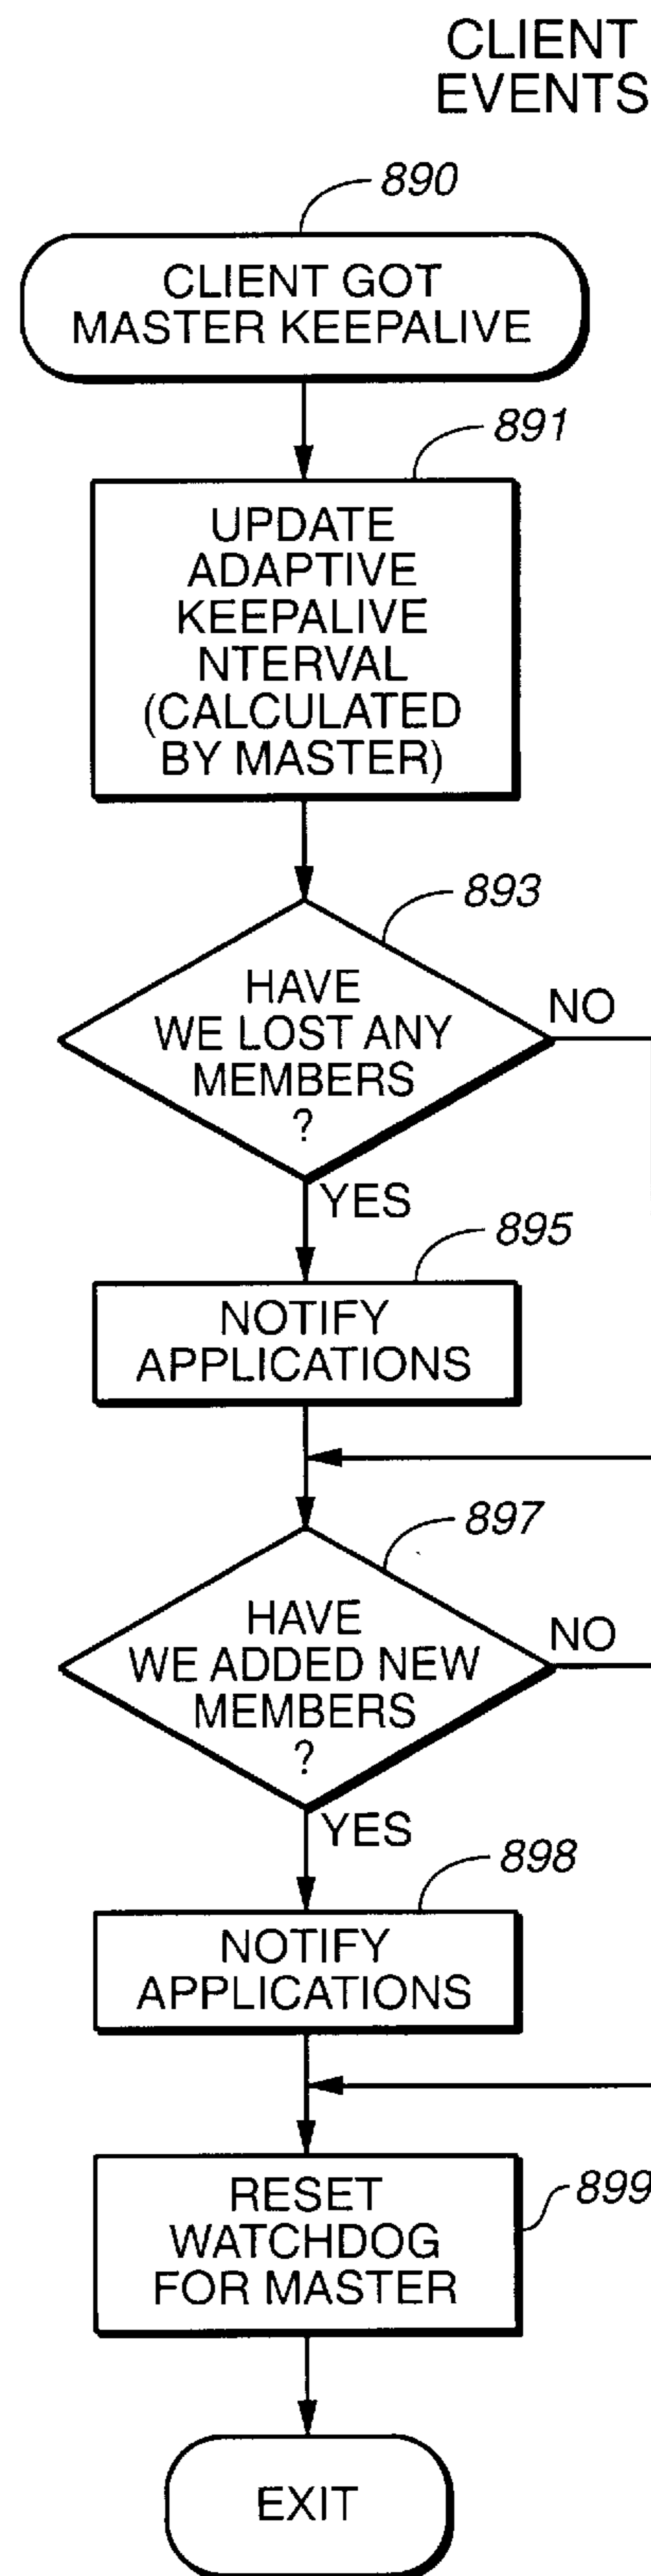 CLIENT
EVENTS
890
CLIENT GOT
MASTER KEEPALIVE
891
UPDATE
ADAPTIVE
KEEPALIVE
NTERVAL
(CALCULATED
BY MASTER)
893
HAVE
WE LOST ANY
MEMBERS
?
NO
YES
895
NOTIFY
APPLICATIONS
897
HAVE
WE ADDED NEW
MEMBERS
?
NO
YES
898
NOTIFY
APPLICATIONS
899
RESET
WATCHDOG
FOR MASTER
EXIT